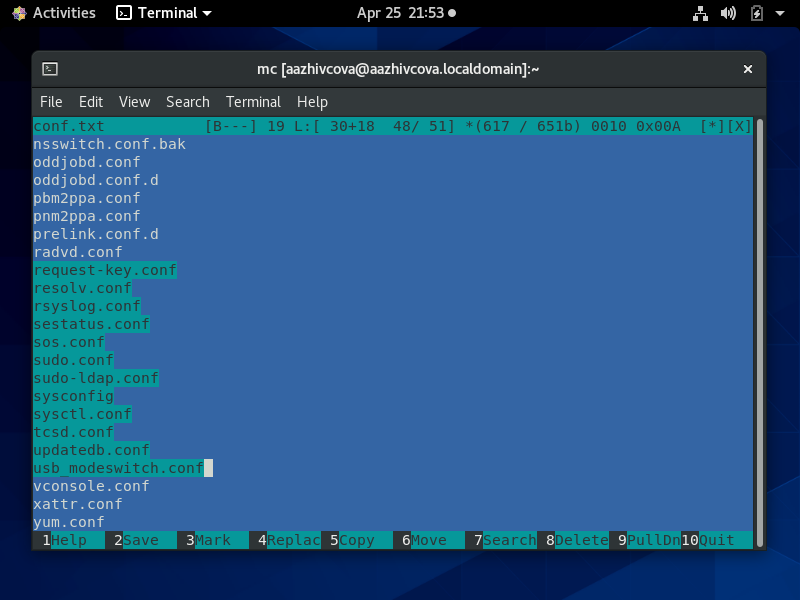 Activities Terminal Apr 25 21:53
mc [aazhivcova@aazhivcova.localdomain]:~
File Edit View Search Terminal Help
conf.txt [B---] 19 L:[ 30+18 48/ 51] *(617 / 651b) 0010 0x00A [*][X]
nsswitch.conf.bak
oddjobd.conf
oddjobd.conf.d
pbm2ppa.conf
pnm2ppa.conf
prelink.conf.d
radvd.conf
request-key.conf
resolv.conf
rsyslog.conf
sestatus.conf
sos.conf
sudo.conf
sudo-ldap.conf
sysconfig
sysctl.conf
tcsd.conf
updatedb.conf
usb_modeswitch.conf
vconsole.conf
xattr.conf
yum.conf
1Help 2Save 3Mark 4Replac 5Copy 6Move 7Search 8Delete 9PullDn 10Quit